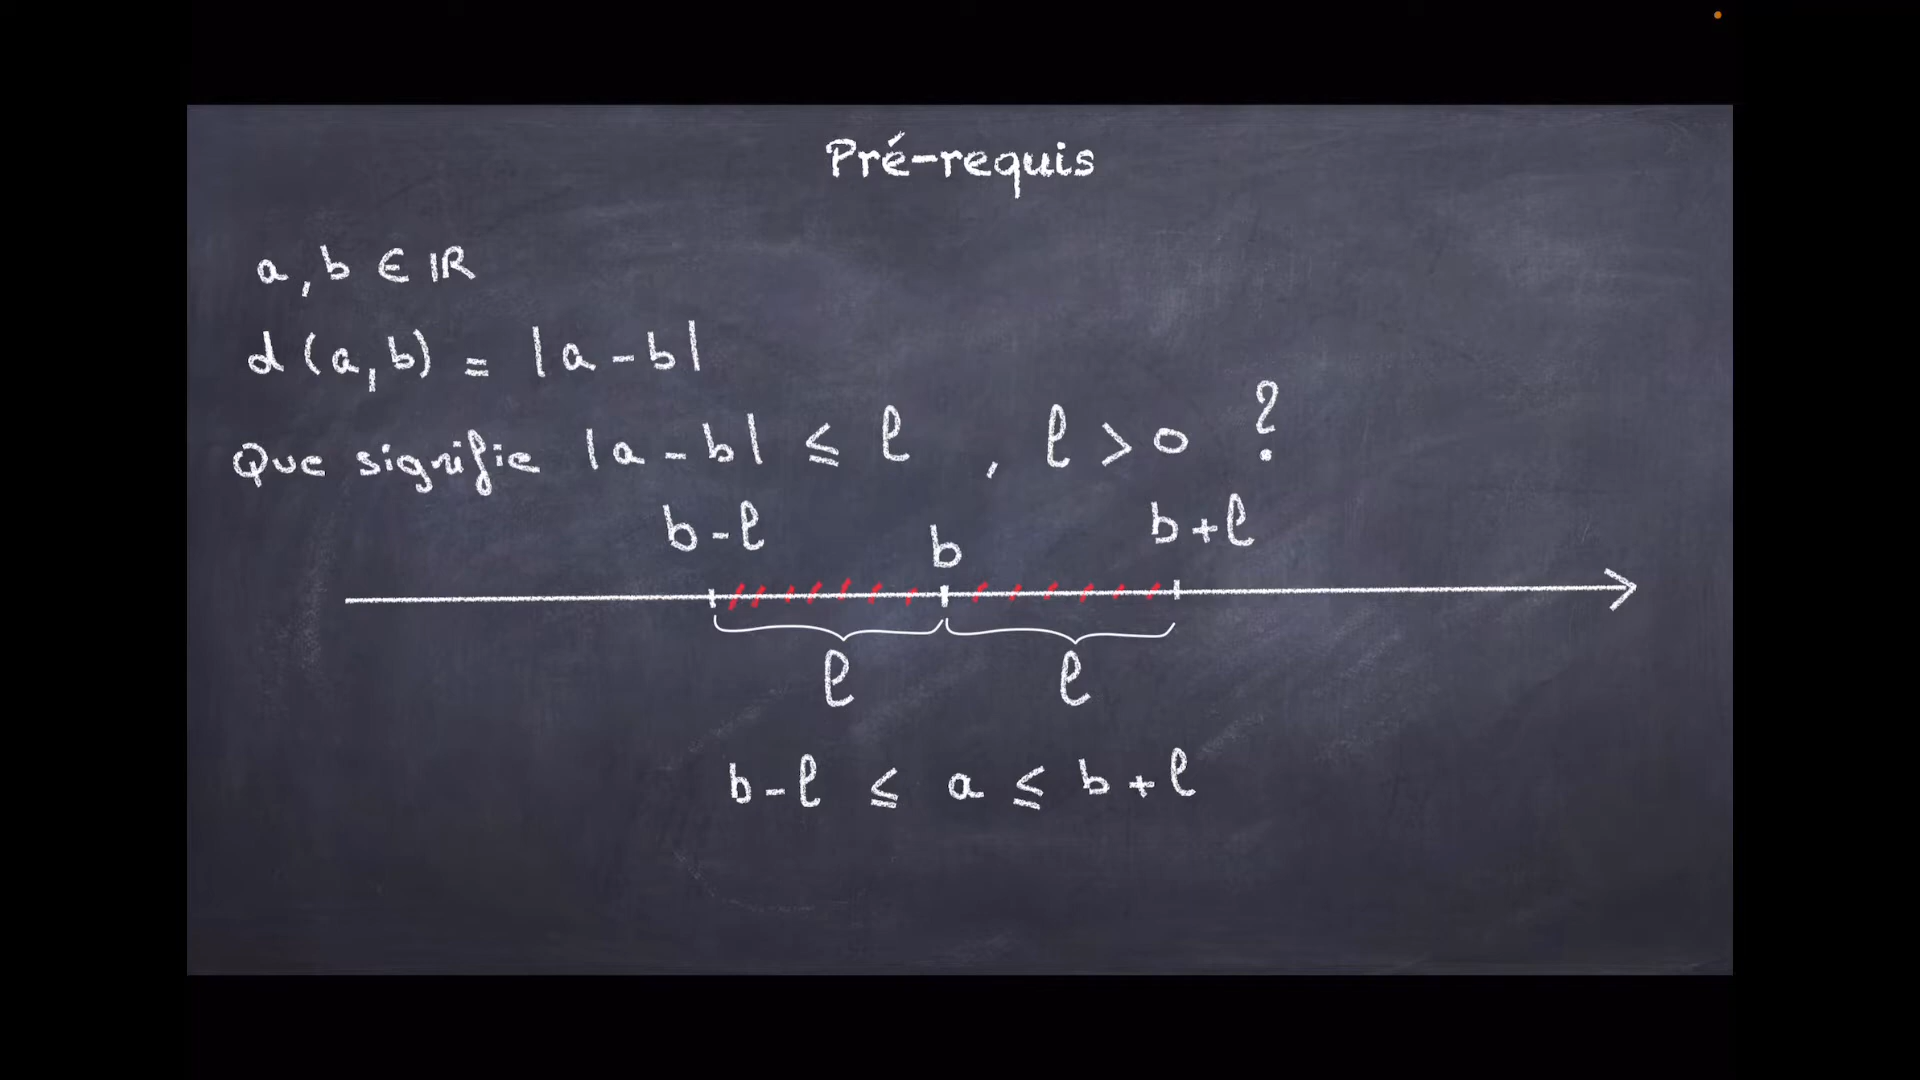 Pré-requis
a, b ∈ ℝ
d(a, b) = |a - b|
Que signifie |a - b| ≤ ℓ , ℓ > 0 ?
b - ℓ b b + ℓ
ℓ ℓ
b - ℓ ≤ a ≤ b + ℓ